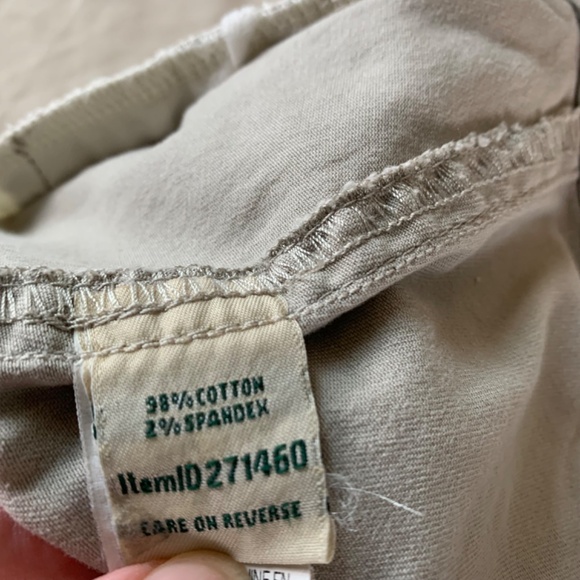 98% COTTON
2% SPANDEX
ItemID 271460
CARE ON REVERSE